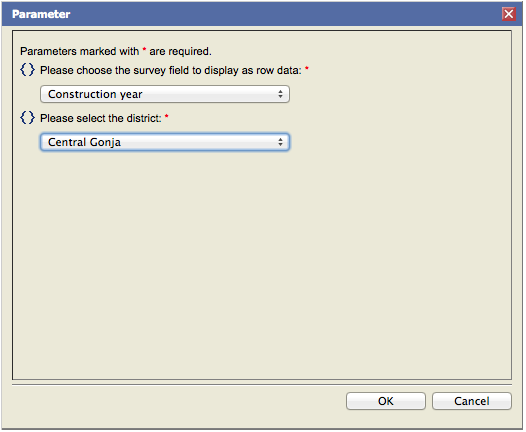 Parameter
Parameters marked with * are required.
{} Please choose the survey field to display as row data: *
Construction year
{} Please select the district: *
Central Gonja
OK Cancel